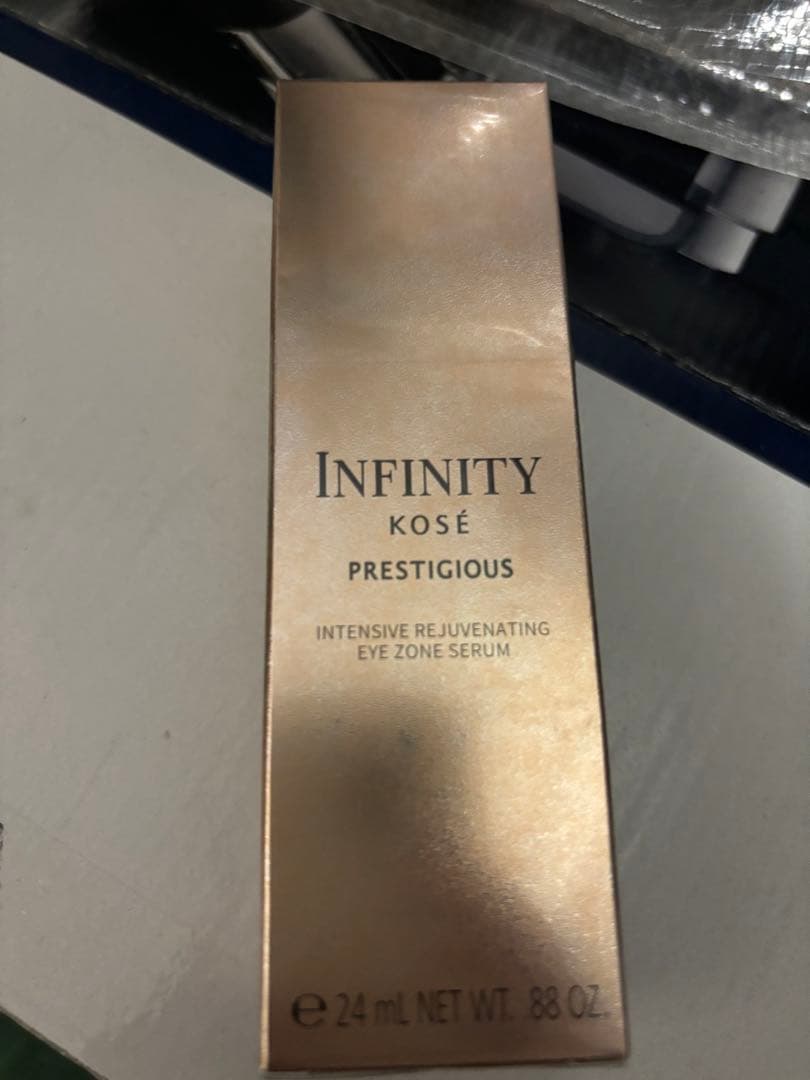 INFINITY
KOSÉ
PRESTIGIOUS
INTENSIVE REJUVENATING
EYE ZONE SERUM
℮ 24 mL NET WT. .88 OZ.